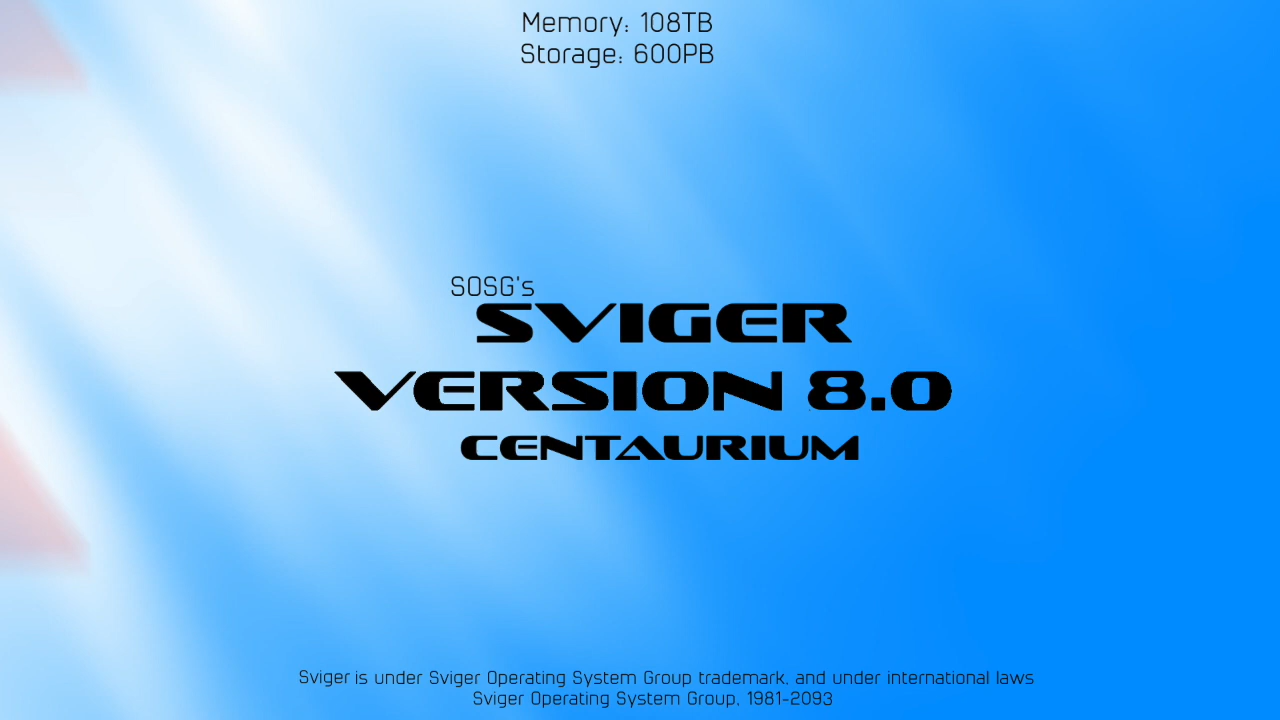 Memory: 108TB
Storage: 600PB
SOSG's
SVIGER
VERSION 8.0
CENTAURIUM
Sviger is under Sviger Operating System Group trademark, and under international laws
Sviger Operating System Group, 1981-2093